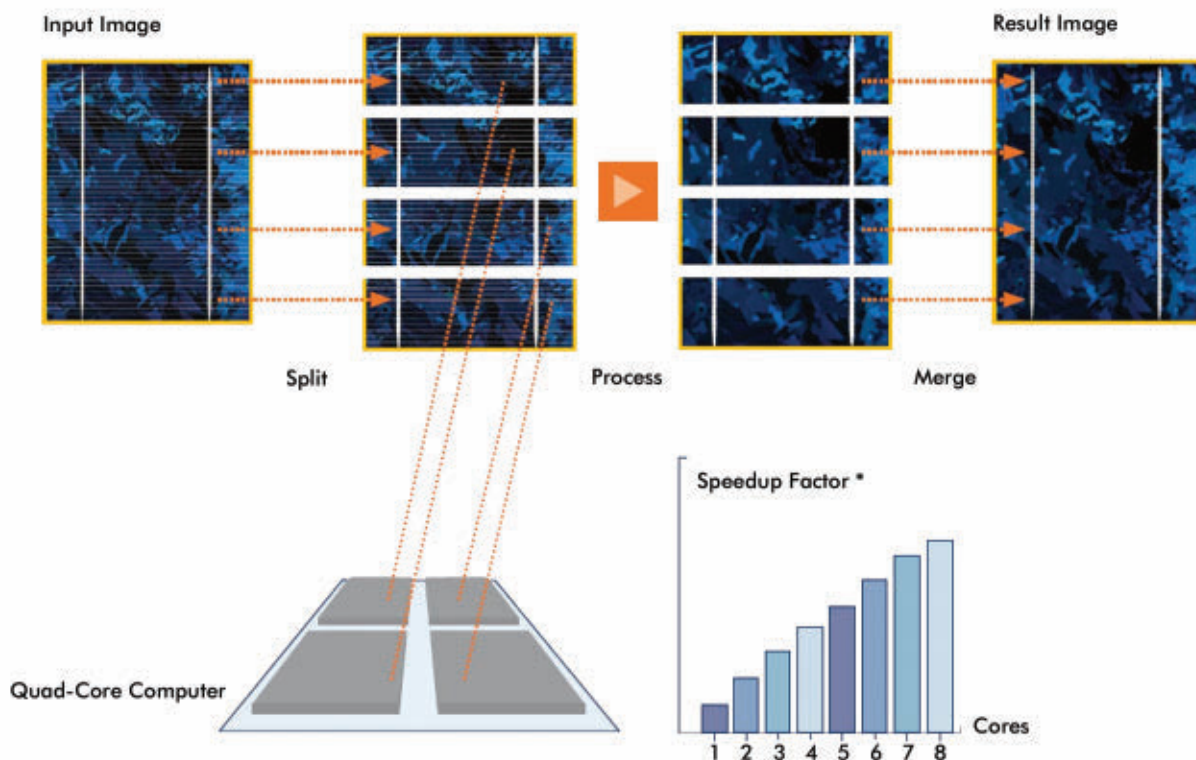 Input Image
Result Image
Split
Process
Merge
Speedup Factor *
Quad-Core Computer
Cores
1 2 3 4 5 6 7 8